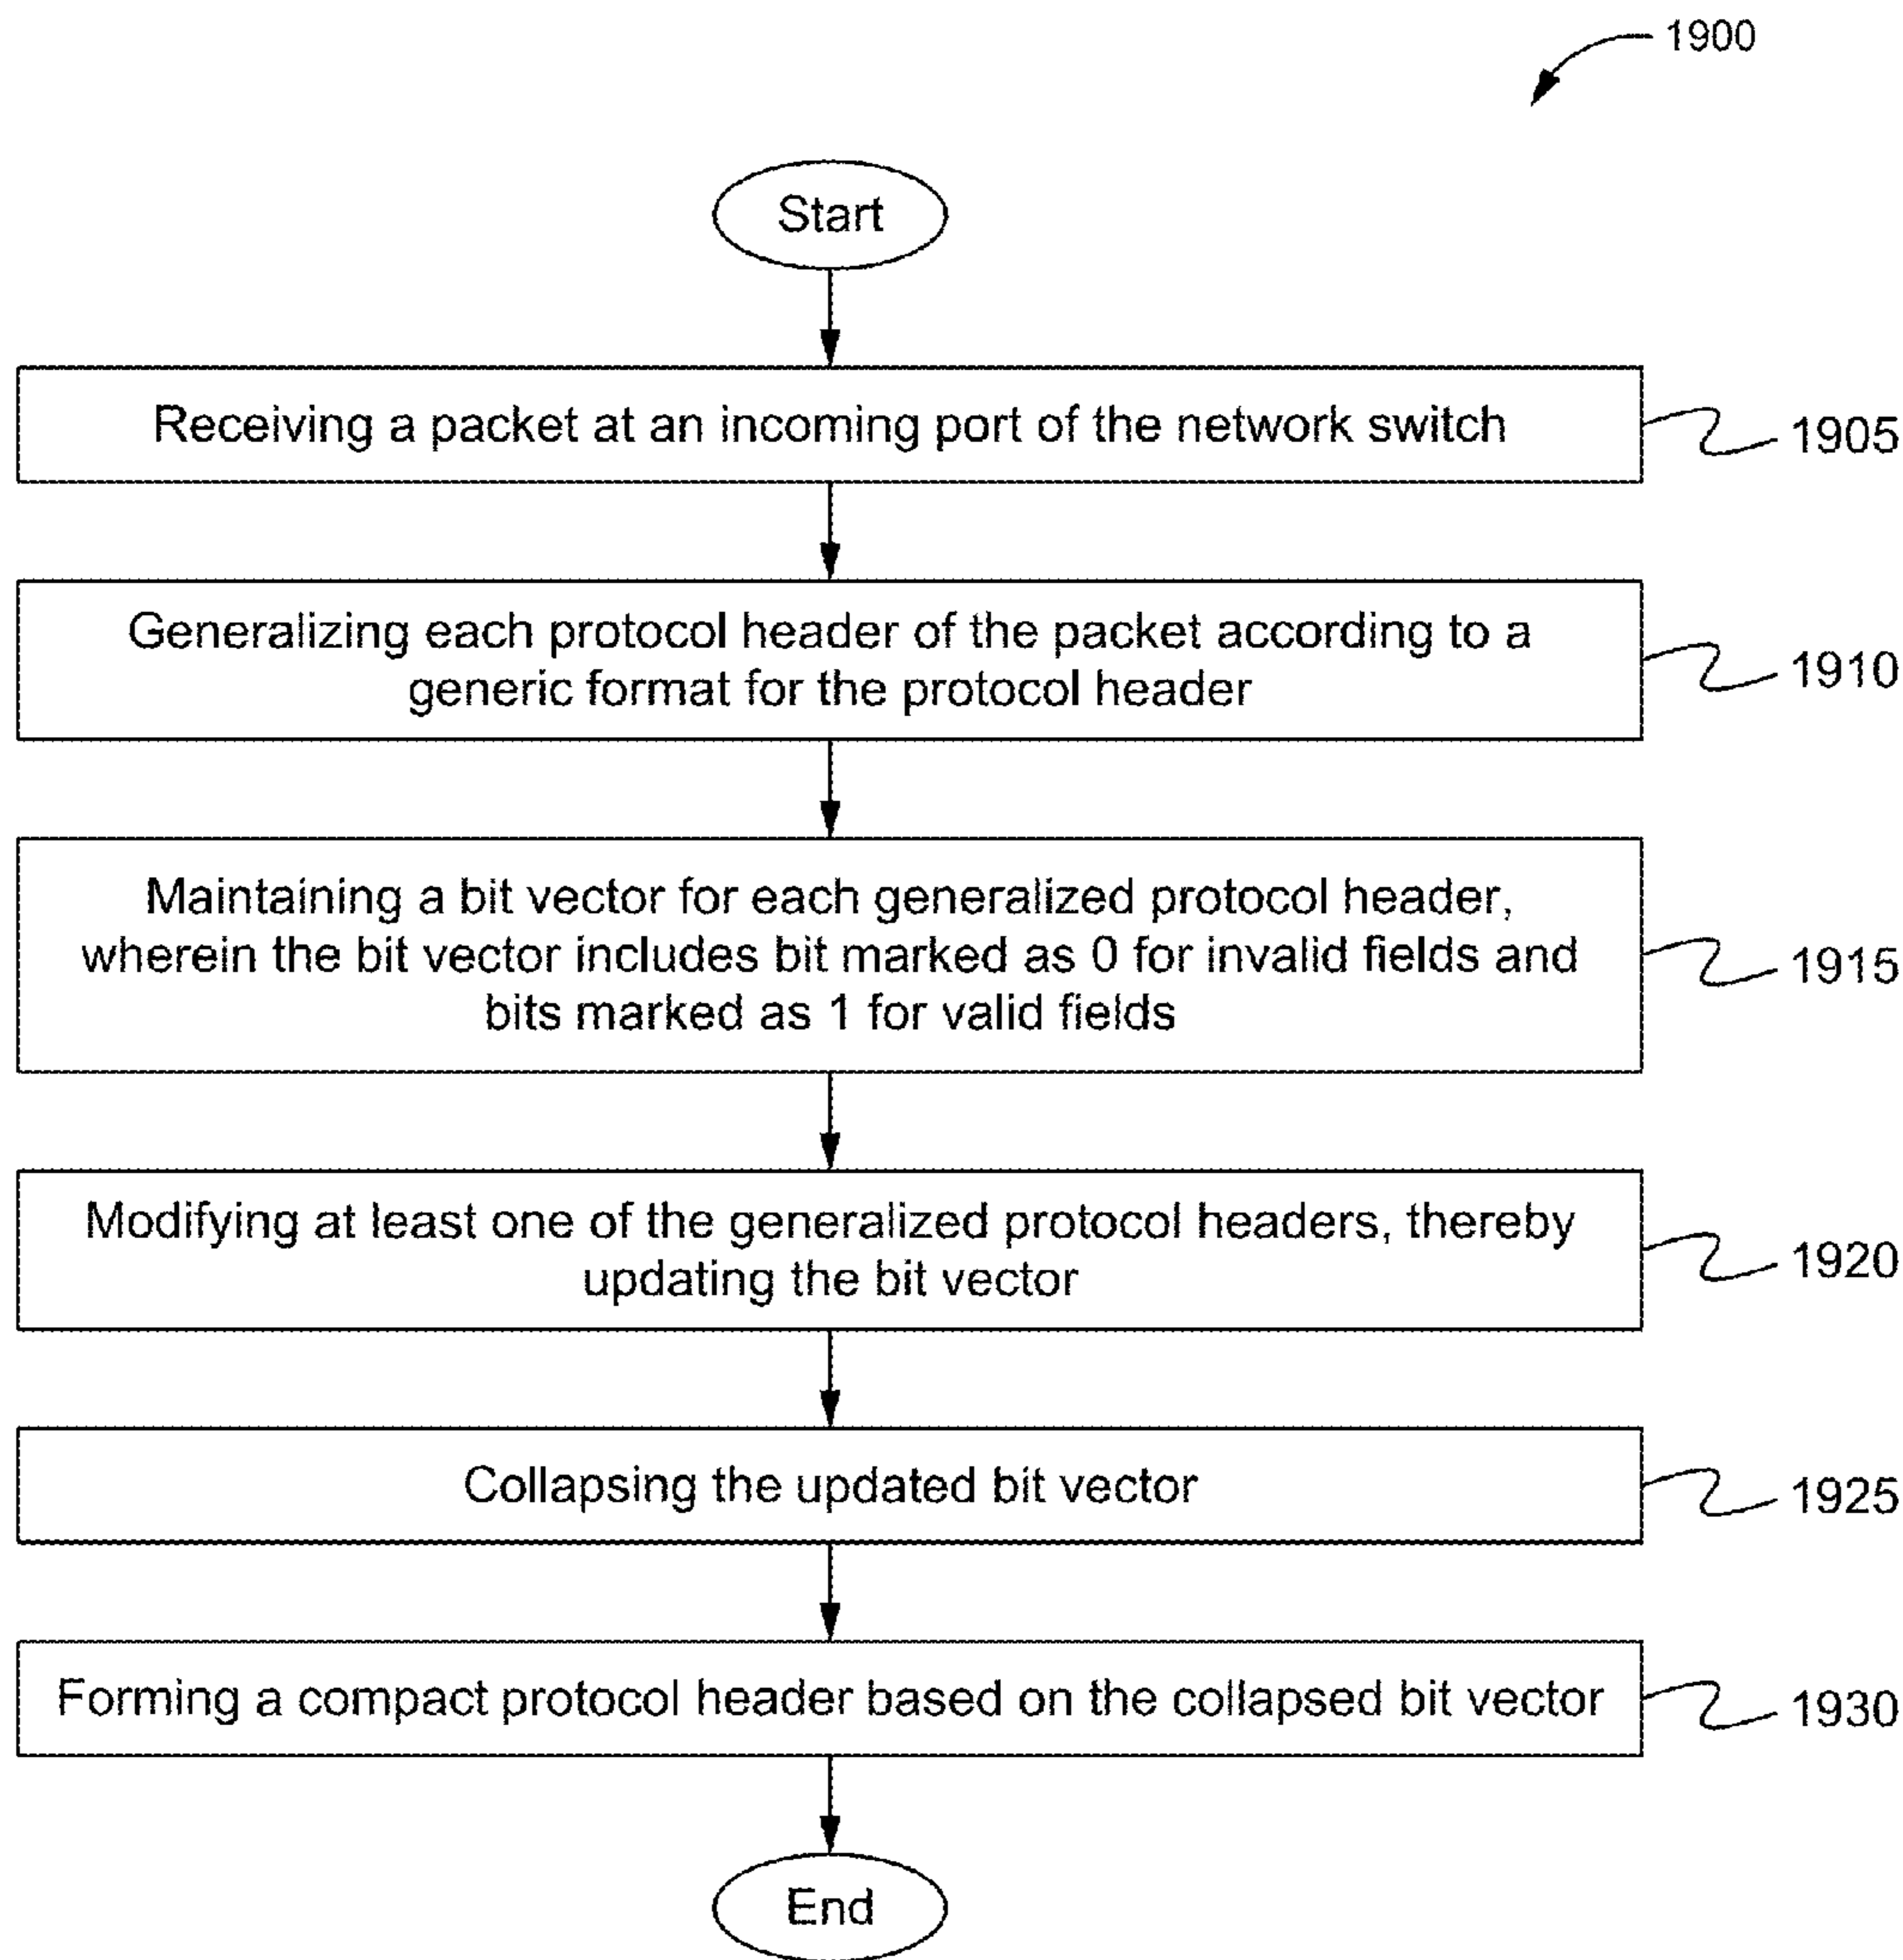 1900
Start
Receiving a packet at an incoming port of the network switch
1905
Generalizing each protocol header of the packet according to a
generic format for the protocol header
1910
Maintaining a bit vector for each generalized protocol header,
wherein the bit vector includes bit marked as 0 for invalid fields and
bits marked as 1 for valid fields
1915
Modifying at least one of the generalized protocol headers, thereby
updating the bit vector
1920
Collapsing the updated bit vector
1925
Forming a compact protocol header based on the collapsed bit vector
1930
End